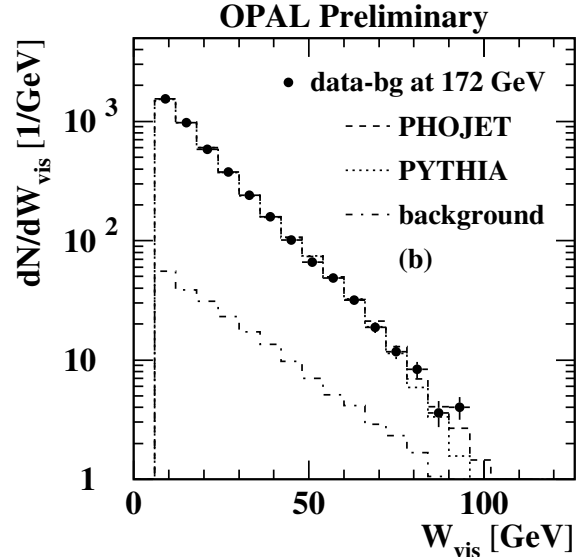 OPAL Preliminary
dN/dW_vis [1/GeV]
10^3
10^2
10
1
data-bg at 172 GeV
PHOJET
PYTHIA
background
(b)
0 50 100
W_vis [GeV]